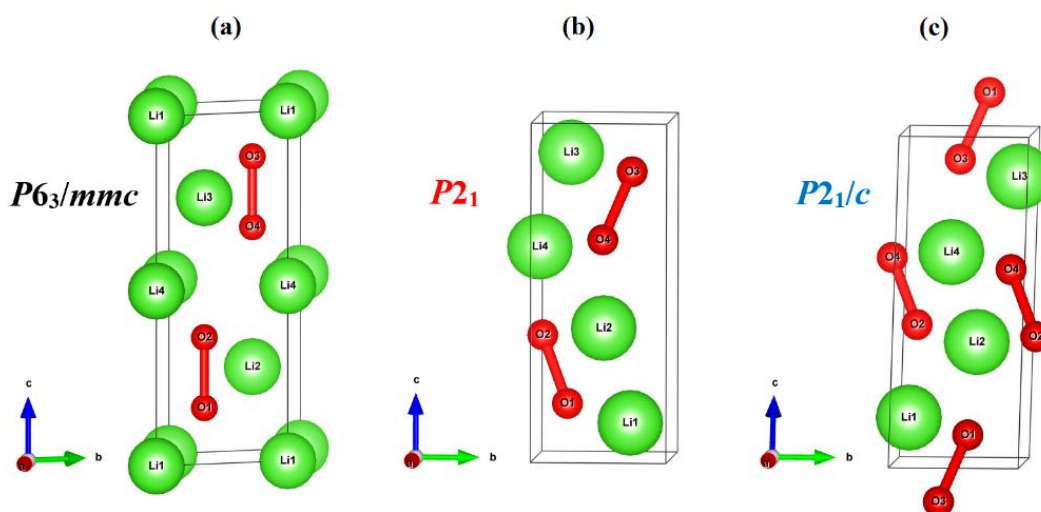 (a)
P6₃/mmc
Li1
Li1
O3
Li3
O4
Li4
Li4
O2
Li2
O1
Li1
Li1
c
b
a
(b)
P2₁
Li3
O3
O4
Li4
O2
Li2
O1
Li1
c
b
a
(c)
P2₁/c
O1
O3
Li3
O4
Li4
O4
O2
Li2
O2
Li1
O1
O3
c
b
a